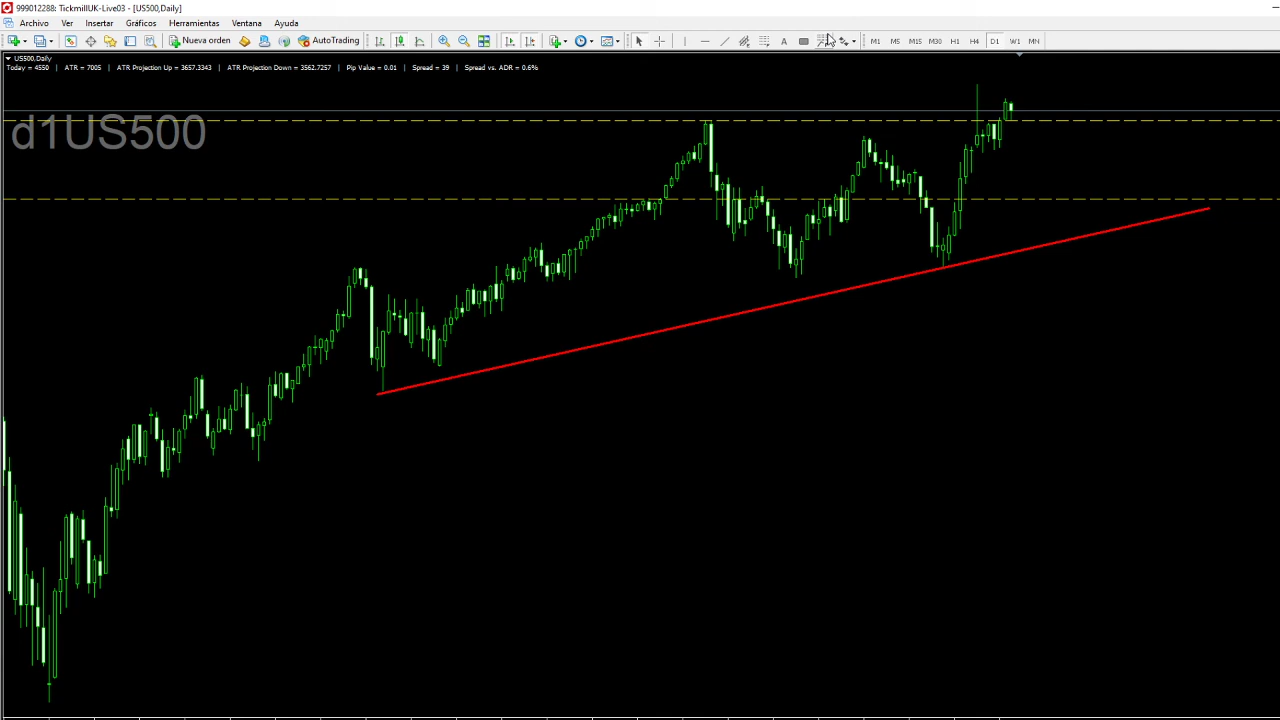 999012288: TickmillUK-Live03 - [US500,Daily]
Archivo Ver Insertar Gráficos Herramientas Ventana Ayuda
Nueva orden AutoTrading A M1 M5 M15 M30 H1 H4 D1 W1 MN
US500,Daily
Today = 4550 | ATR = 7005 | ATR Projection Up = 3657.3343 | ATR Projection Down = 3562.7257 | Pip Value = 0.01 | Spread = 39 | Spread vs. ADR = 0.6%
d1US500